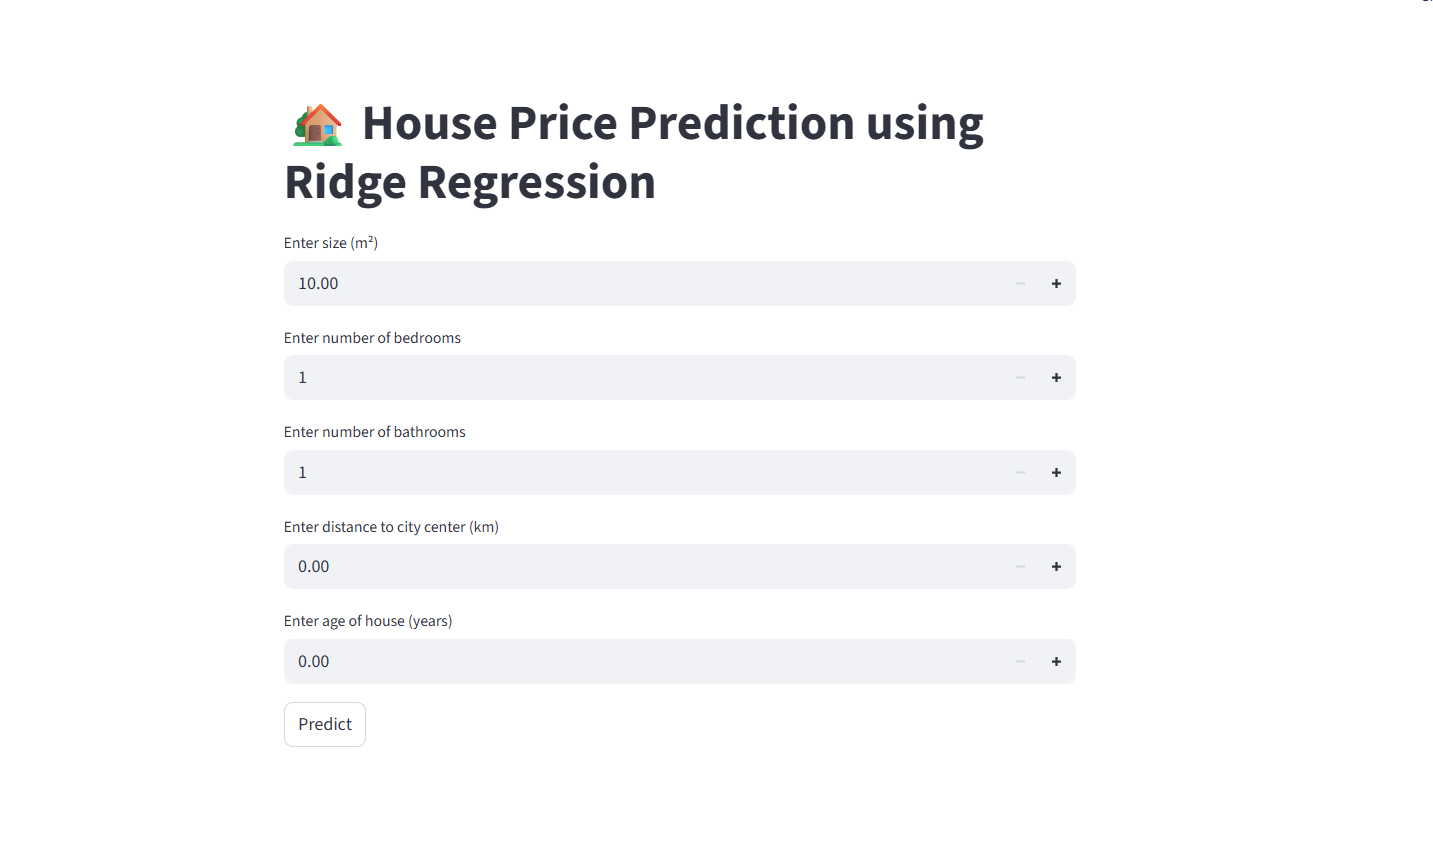 🏡 House Price Prediction using
Ridge Regression
Enter size (m²)
10.00
Enter number of bedrooms
1
Enter number of bathrooms
1
Enter distance to city center (km)
0.00
Enter age of house (years)
0.00
Predict